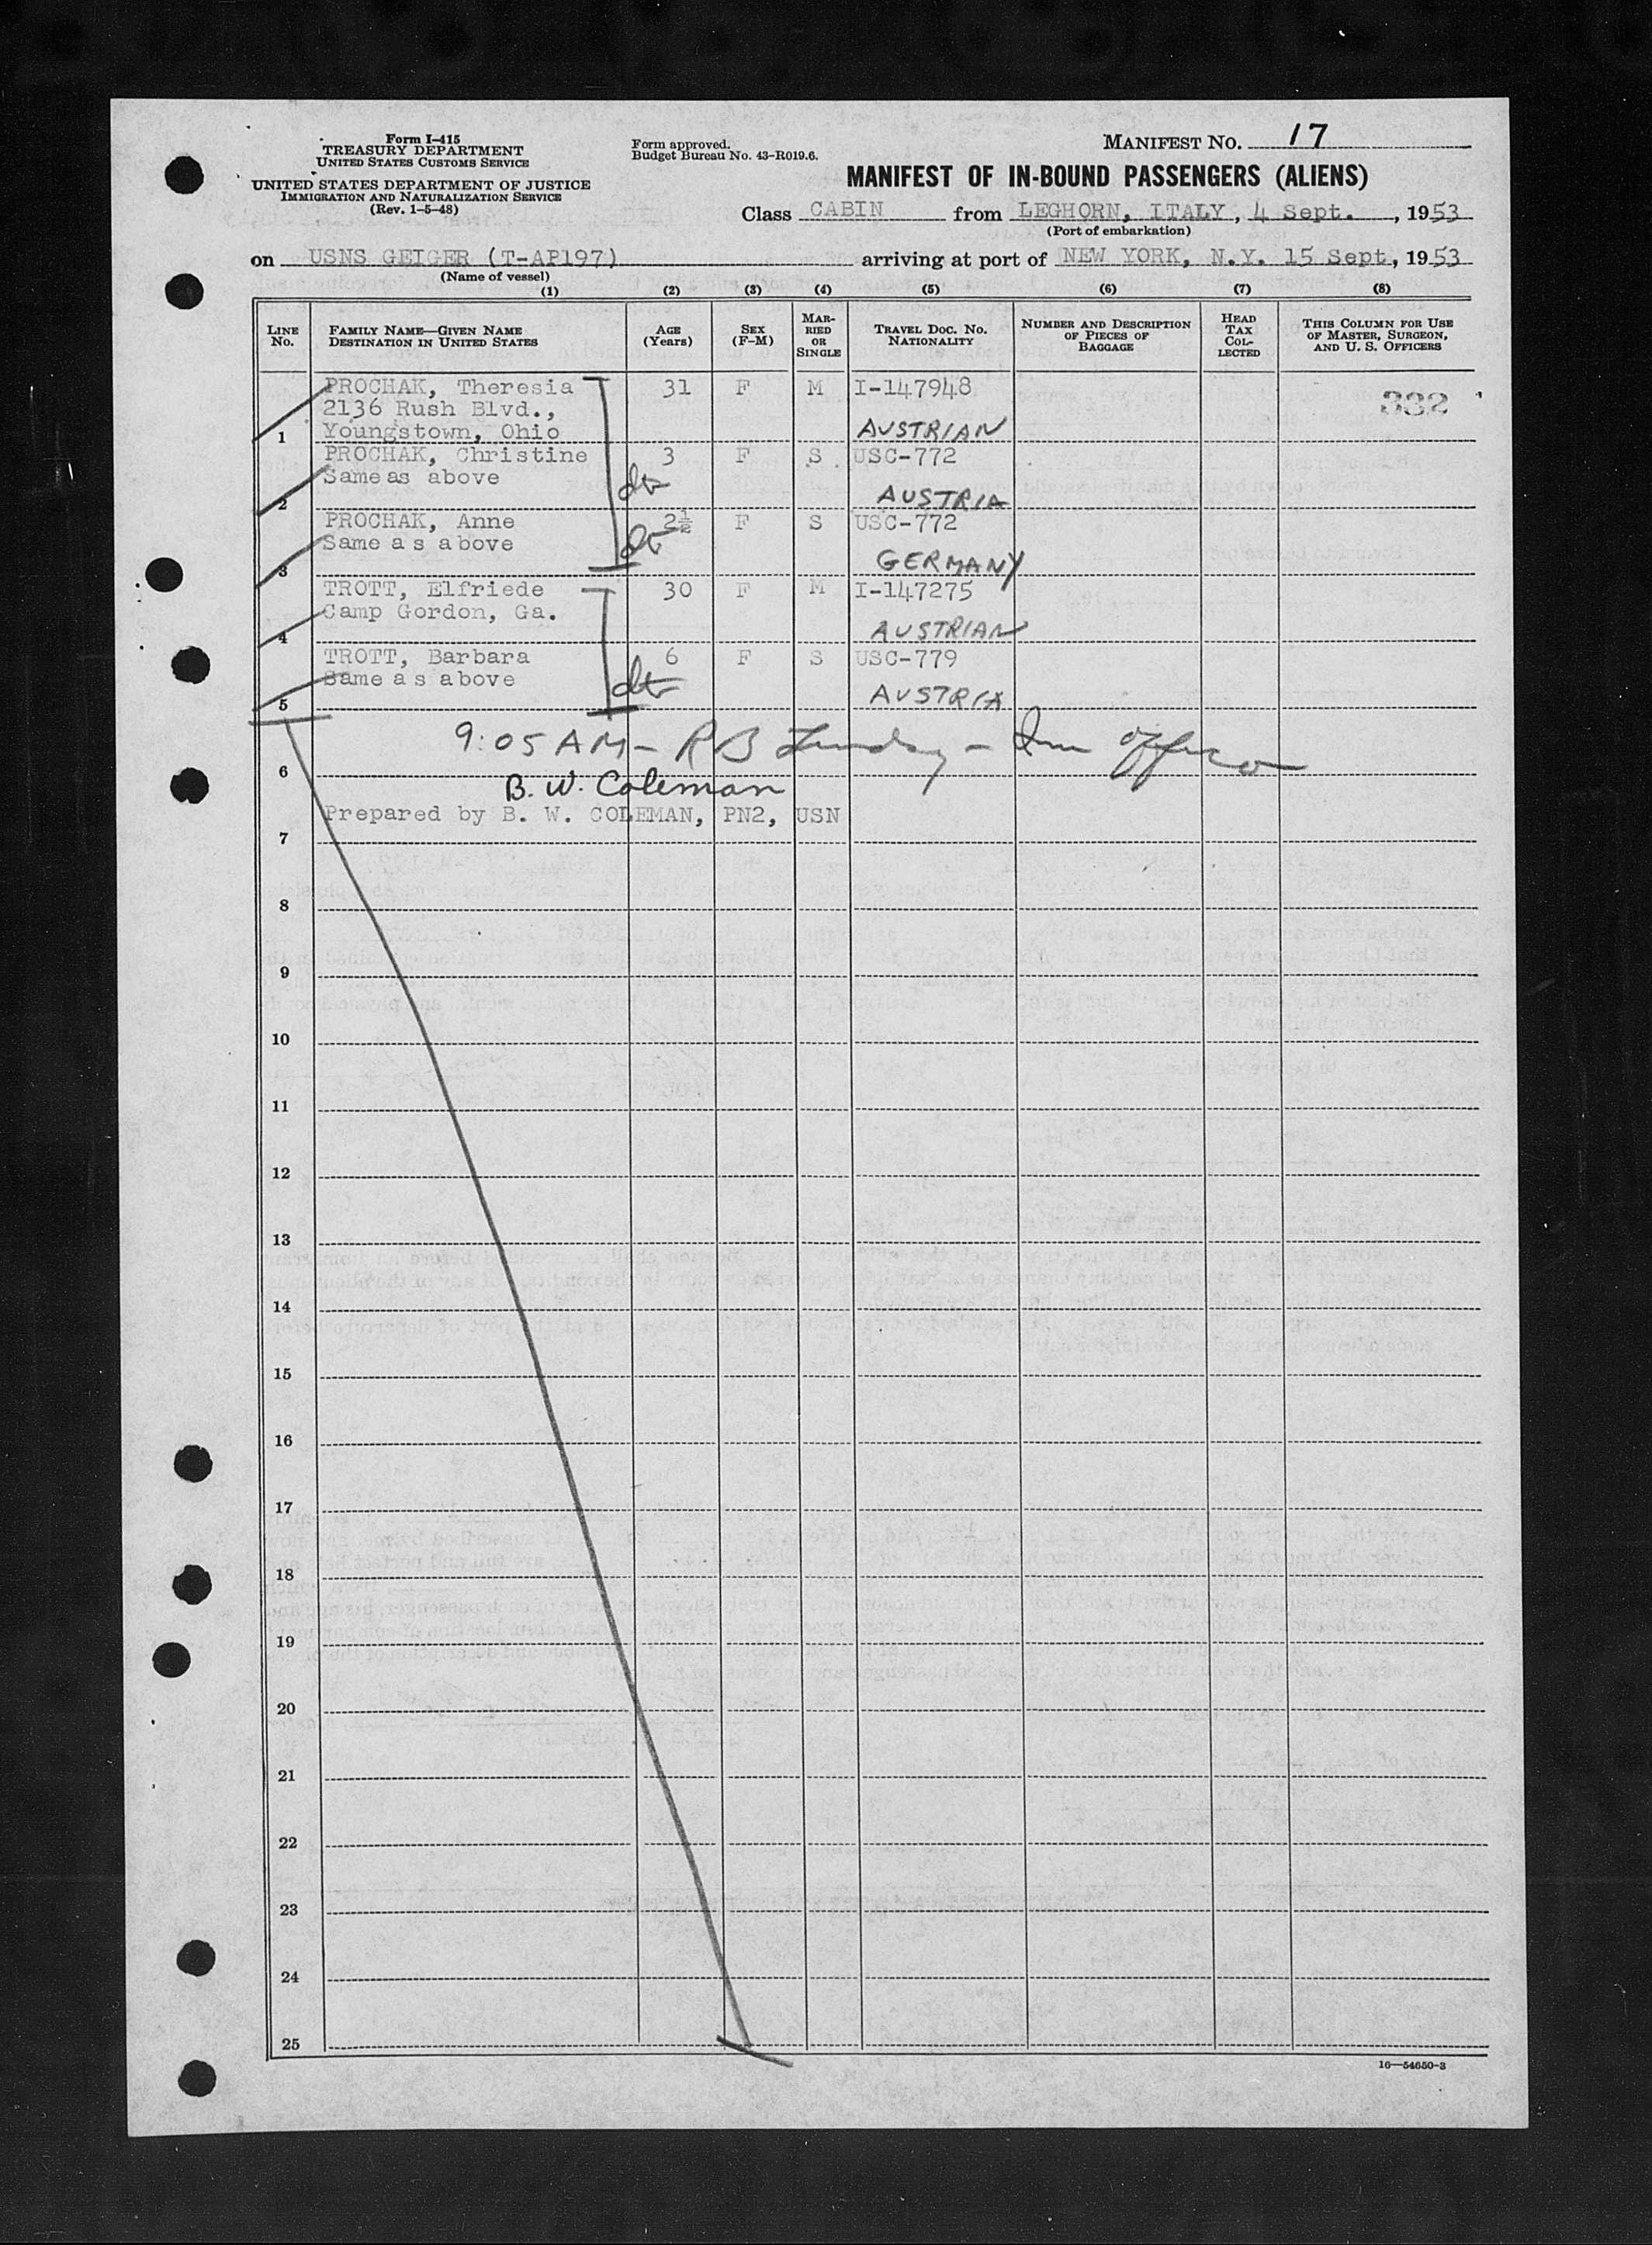 Form I-415
TREASURY DEPARTMENT
UNITED STATES CUSTOMS SERVICE
UNITED STATES DEPARTMENT OF JUSTICE
IMMIGRATION AND NATURALIZATION SERVICE
(Rev. 1-5-48)
Form approved.
Budget Bureau No. 43-R019.6.
MANIFEST NO. 17
MANIFEST OF IN-BOUND PASSENGERS (ALIENS)
Class CABIN from LEGHORN, ITALY, 4 Sept., 1953
(Port of embarkation)
on USNS GEIGER (T-AP197) arriving at port of NEW YORK, N.Y. 15 Sept, 1953
(Name of vessel)
(1) (2) (3) (4) (5) (6) (7) (8)
LINE No.
FAMILY NAME—GIVEN NAME
DESTINATION IN UNITED STATES
AGE (Years)
SEX (F-M)
MARRIED OR SINGLE
TRAVEL DOC. NO. NATIONALITY
NUMBER AND DESCRIPTION OF PIECES OF BAGGAGE
HEAD TAX COLLECTED
THIS COLUMN FOR USE OF MASTER, SURGEON, AND U. S. OFFICERS
PROCHAK, Theresia 31 F M I-147948 332
2136 Rush Blvd.,
1 Youngstown, Ohio AUSTRIAN
PROCHAK, Christine 3 F S USC-772
Same as above dtr
2 AUSTRIA
PROCHAK, Anne 2½ F S USC-772
Same as above dtr
3 GERMANY
TROTT, Elfriede 30 F M I-147275
Camp Gordon, Ga.
4 AUSTRIAN
TROTT, Barbara 6 F S USC-779
Same as above dtr
5 AUSTRIA
9:05 AM - R B - Imm Officer
6
B. W. Coleman
Prepared by B. W. COLEMAN, PN2, USN
7
8
9
10
11
12
13
14
15
16
17
18
19
20
21
22
23
24
25
16—54650-3